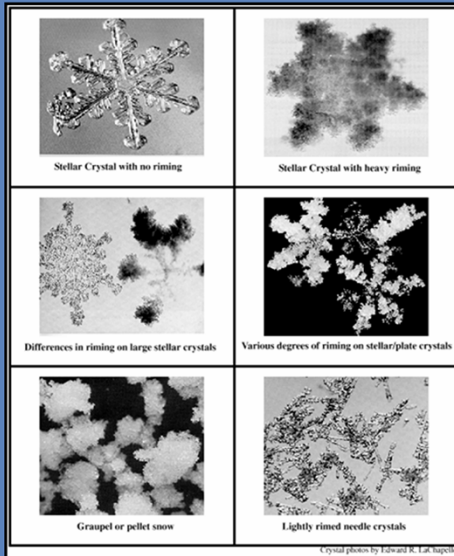 Stellar Crystal with no riming
Stellar Crystal with heavy riming
Differences in riming on large stellar crystals
Various degrees of riming on stellar/plate crystals
Graupel or pellet snow
Lightly rimed needle crystals
Crystal photos by Edward R. LaChapelle